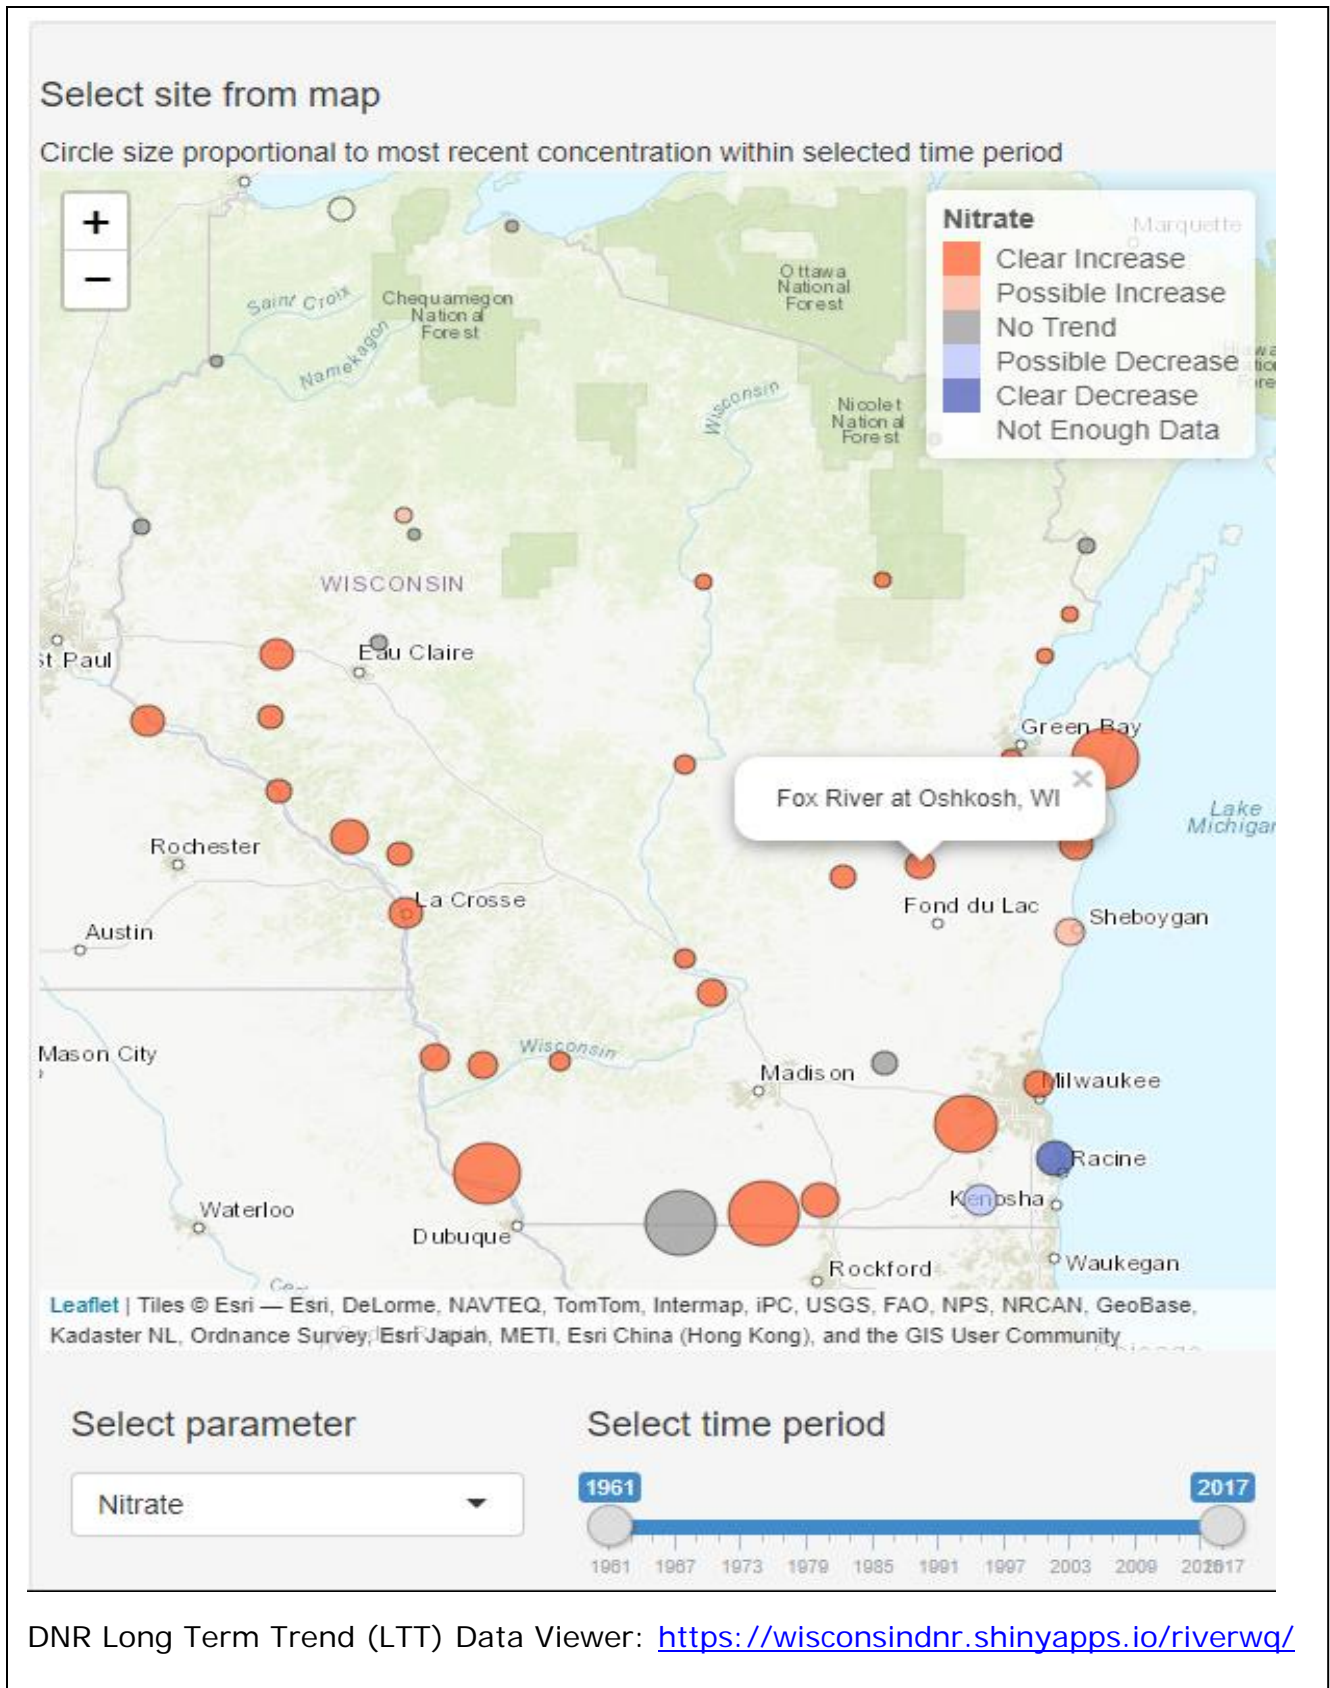 Select site from map
Circle size proportional to most recent concentration within selected time period
+
−
Nitrate
Clear Increase
Possible Increase
No Trend
Possible Decrease
Clear Decrease
Not Enough Data
Marquette
Ottawa
National
Forest
Saint Croix
Chequamegon
National
Forest
Namekagon
Wisconsin
Nicolet
National
Forest
WISCONSIN
St Paul
Eau Claire
Green Bay
Fox River at Oshkosh, WI ×
Lake
Michigan
Rochester
La Crosse
Fond du Lac
Sheboygan
Austin
Mason City
Wisconsin
Madison
Milwaukee
Racine
Kenosha
Waterloo
Dubuque
Rockford
Waukegan
Leaflet | Tiles © Esri — Esri, DeLorme, NAVTEQ, TomTom, Intermap, iPC, USGS, FAO, NPS, NRCAN, GeoBase,
Kadaster NL, Ordnance Survey, Esri Japan, METI, Esri China (Hong Kong), and the GIS User Community
Select parameter
Nitrate
Select time period
1961 2017
1961 1967 1973 1979 1985 1991 1997 2003 2009 2017
DNR Long Term Trend (LTT) Data Viewer: https://wisconsindnr.shinyapps.io/riverwq/